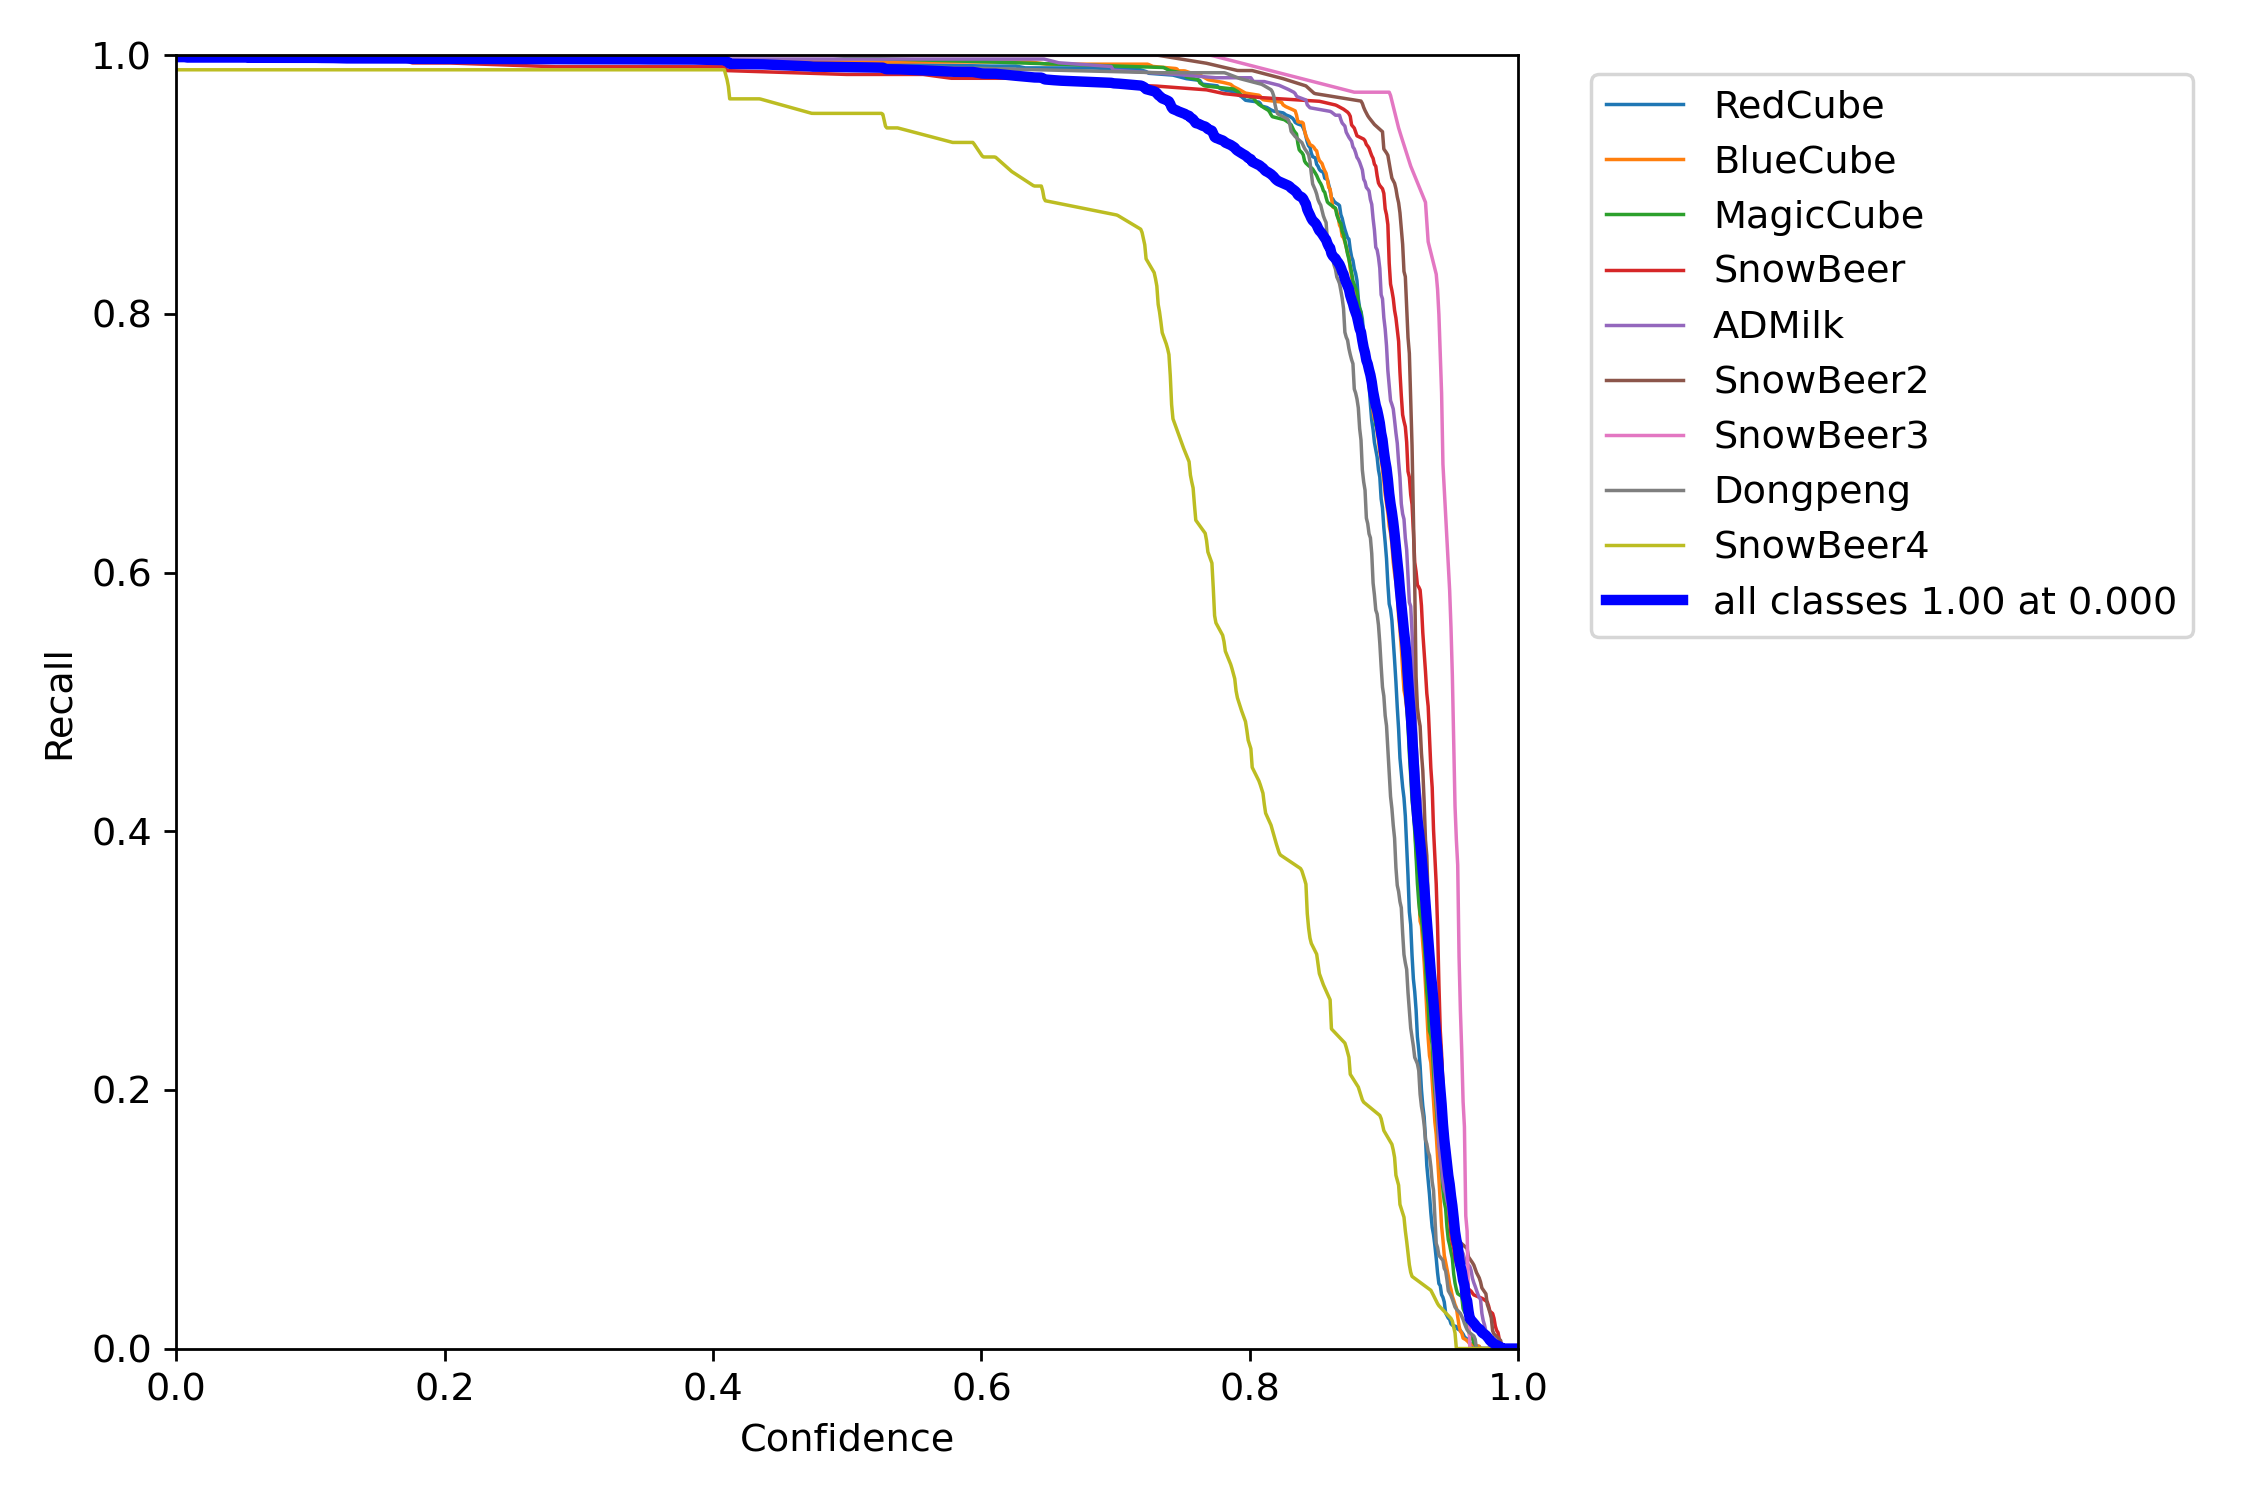 1.0
0.8
0.6
0.4
0.2
0.0
Recall
0.0 0.2 0.4 0.6 0.8 1.0
Confidence
RedCube
BlueCube
MagicCube
SnowBeer
ADMilk
SnowBeer2
SnowBeer3
Dongpeng
SnowBeer4
all classes 1.00 at 0.000